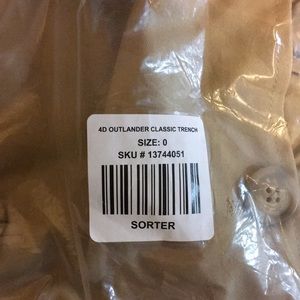 4D OUTLANDER CLASSIC TRENCH
SIZE: 0
SKU # 13744051
SORTER